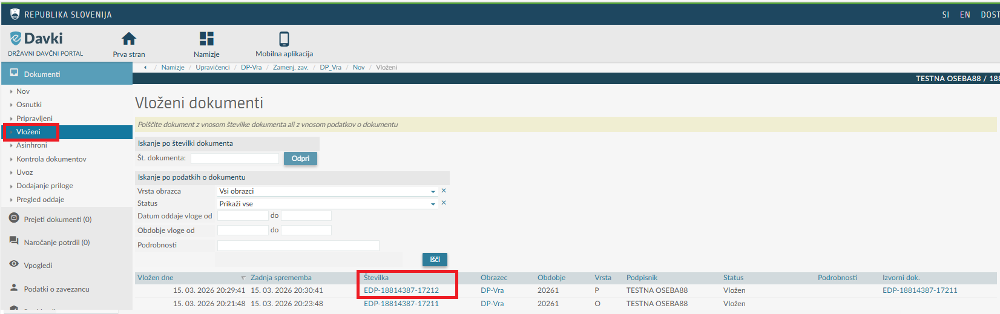 REPUBLIKA SLOVENIJA SI EN DOST
eDavki
DRŽAVNI DAVČNI PORTAL
Prva stran Namizje Mobilna aplikacija
Dokumenti
Nov
Osnutki
Pripravljeni
Vloženi
Asinhroni
Kontrola dokumentov
Uvoz
Dodajanje priloge
Pregled oddaje
Prejeti dokumenti (0)
Naročanje potrdil (0)
Vpogledi
Podatki o zavezancu
/ Namizje / Upravičenci / DP-Vra / Zamenj. zav. / DP_Vra / Nov / Vloženi
TESTNA OSEBA88 / 188
Vloženi dokumenti
Poiščite dokument z vnosom številke dokumenta ali z vnosom podatkov o dokumentu
Iskanje po številki dokumenta
Št. dokumenta: Odpri
Iskanje po podatkih o dokumentu
Vrsta obrazca Vsi obrazci
Status Prikaži vse
Datum oddaje vloge od do
Obdobje vloge od do
Podrobnosti
Išči
Vložen dne Zadnja sprememba Številka Obrazec Obdobje Vrsta Podpisnik Status Podrobnosti Izvorni dok.
15. 03. 2026 20:29:41 15. 03. 2026 20:30:41 EDP-18814387-17212 DP-Vra 20261 P TESTNA OSEBA88 Vložen EDP-18814387-17211
15. 03. 2026 20:21:48 15. 03. 2026 20:23:48 EDP-18814387-17211 DP-Vra 20261 O TESTNA OSEBA88 Vložen